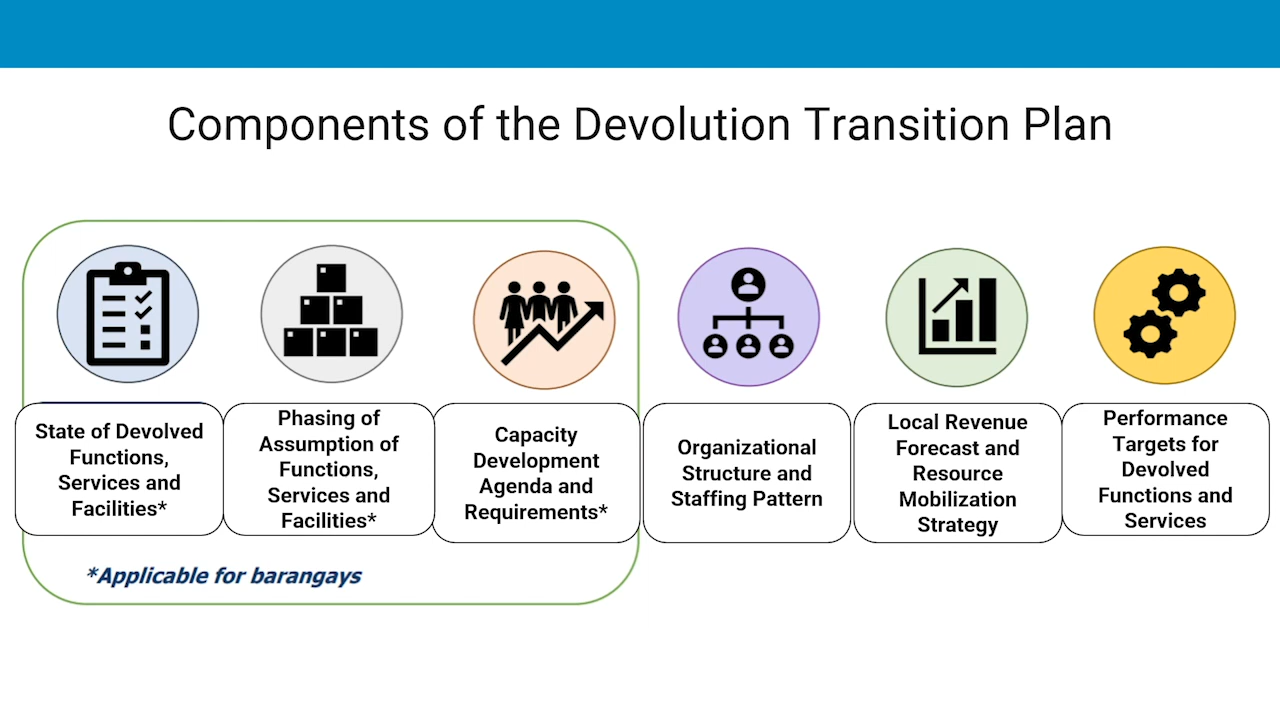 Components of the Devolution Transition Plan
State of Devolved
Functions,
Services and
Facilities*
Phasing of
Assumption of
Functions,
Services and
Facilities*
Capacity
Development
Agenda and
Requirements*
Organizational
Structure and
Staffing Pattern
Local Revenue
Forecast and
Resource
Mobilization
Strategy
Performance
Targets for
Devolved
Functions and
Services
*Applicable for barangays